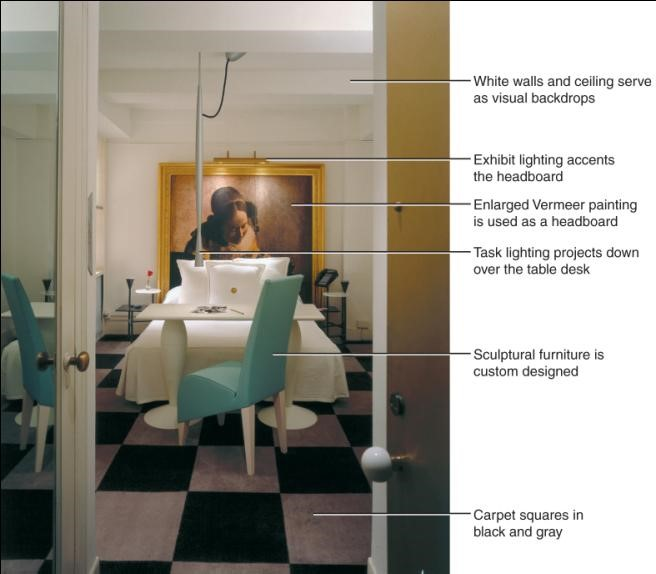 White walls and ceiling serve
as visual backdrops
Exhibit lighting accents
the headboard
Enlarged Vermeer painting
is used as a headboard
Task lighting projects down
over the table desk
Sculptural furniture is
custom designed
Carpet squares in
black and gray